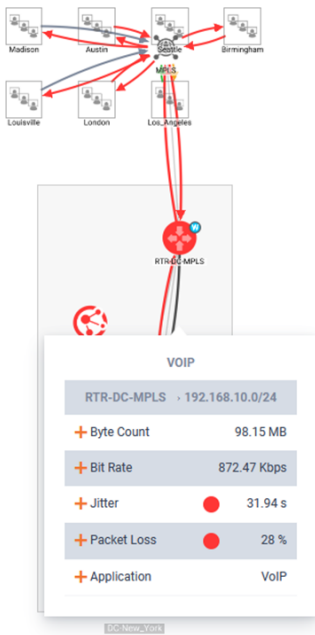 Madison
Austin
Seattle
Birmingham
MPLS
Louisville
London
Los_Angeles
W
RTR-DC-MPLS
VOIP
RTR-DC-MPLS › 192.168.10.0/24
Byte Count 98.15 MB
Bit Rate 872.47 Kbps
Jitter 31.94 s
Packet Loss 28 %
Application VoIP
DC:New_York